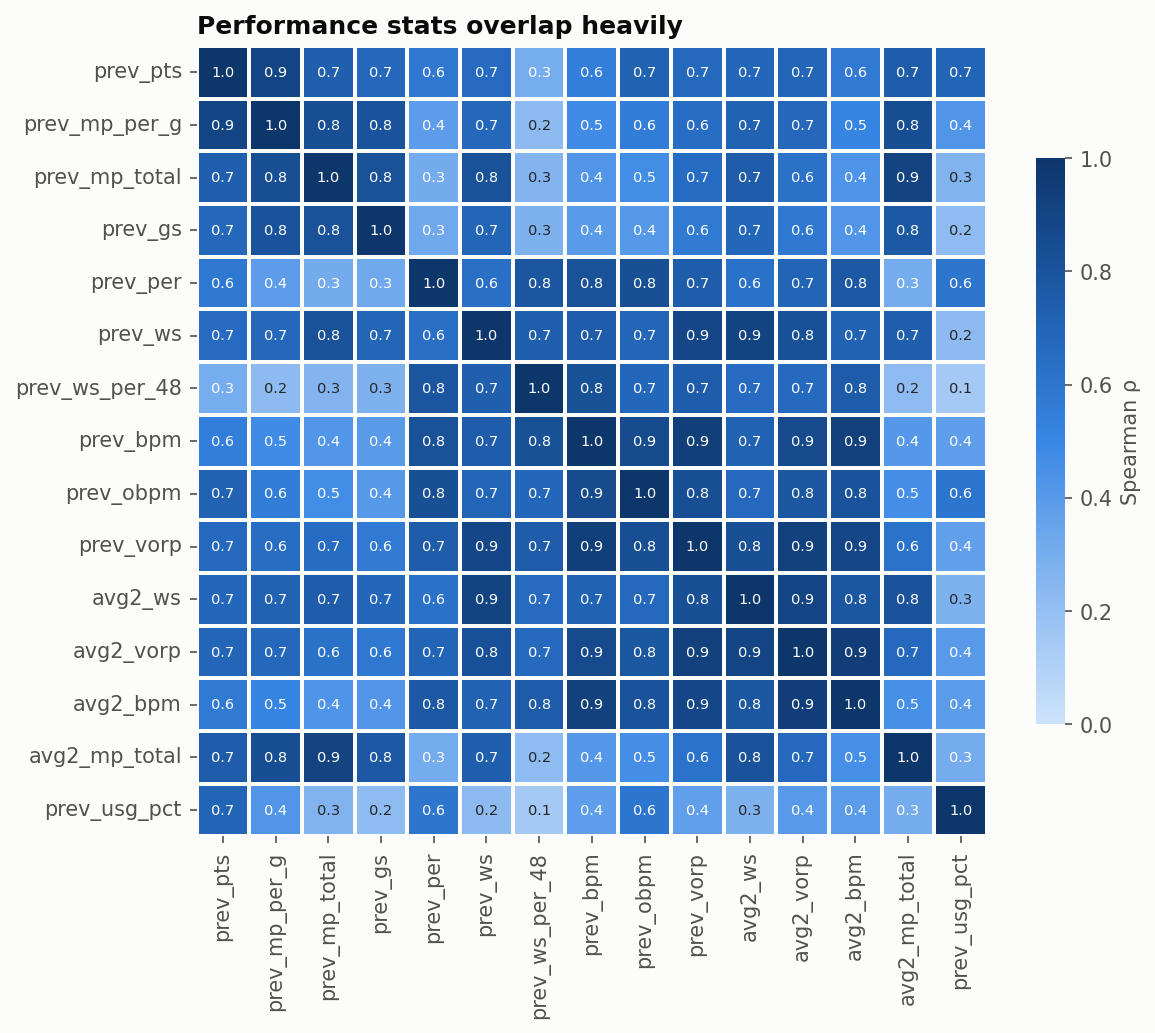 Performance stats overlap heavily
prev_pts 1.0 0.9 0.7 0.7 0.6 0.7 0.3 0.6 0.7 0.7 0.7 0.7 0.6 0.7 0.7
prev_mp_per_g 0.9 1.0 0.8 0.8 0.4 0.7 0.2 0.5 0.6 0.6 0.7 0.7 0.5 0.8 0.4
prev_mp_total 0.7 0.8 1.0 0.8 0.3 0.8 0.3 0.4 0.5 0.7 0.7 0.6 0.4 0.9 0.3
prev_gs 0.7 0.8 0.8 1.0 0.3 0.7 0.3 0.4 0.4 0.6 0.7 0.6 0.4 0.8 0.2
prev_per 0.6 0.4 0.3 0.3 1.0 0.6 0.8 0.8 0.8 0.7 0.6 0.7 0.8 0.3 0.6
prev_ws 0.7 0.7 0.8 0.7 0.6 1.0 0.7 0.7 0.7 0.9 0.9 0.8 0.7 0.7 0.2
prev_ws_per_48 0.3 0.2 0.3 0.3 0.8 0.7 1.0 0.8 0.7 0.7 0.7 0.7 0.8 0.2 0.1
prev_bpm 0.6 0.5 0.4 0.4 0.8 0.7 0.8 1.0 0.9 0.9 0.7 0.9 0.9 0.4 0.4
prev_obpm 0.7 0.6 0.5 0.4 0.8 0.7 0.7 0.9 1.0 0.8 0.7 0.8 0.8 0.5 0.6
prev_vorp 0.7 0.6 0.7 0.6 0.7 0.9 0.7 0.9 0.8 1.0 0.8 0.9 0.9 0.6 0.4
avg2_ws 0.7 0.7 0.7 0.7 0.6 0.9 0.7 0.7 0.7 0.8 1.0 0.9 0.8 0.8 0.3
avg2_vorp 0.7 0.7 0.6 0.6 0.7 0.8 0.7 0.9 0.8 0.9 0.9 1.0 0.9 0.7 0.4
avg2_bpm 0.6 0.5 0.4 0.4 0.8 0.7 0.8 0.9 0.8 0.9 0.8 0.9 1.0 0.5 0.4
avg2_mp_total 0.7 0.8 0.9 0.8 0.3 0.7 0.2 0.4 0.5 0.6 0.8 0.7 0.5 1.0 0.3
prev_usg_pct 0.7 0.4 0.3 0.2 0.6 0.2 0.1 0.4 0.6 0.4 0.3 0.4 0.4 0.3 1.0
prev_pts
prev_mp_per_g
prev_mp_total
prev_gs
prev_per
prev_ws
prev_ws_per_48
prev_bpm
prev_obpm
prev_vorp
avg2_ws
avg2_vorp
avg2_bpm
avg2_mp_total
prev_usg_pct
1.0
0.8
0.6
0.4
0.2
0.0
Spearman ρ